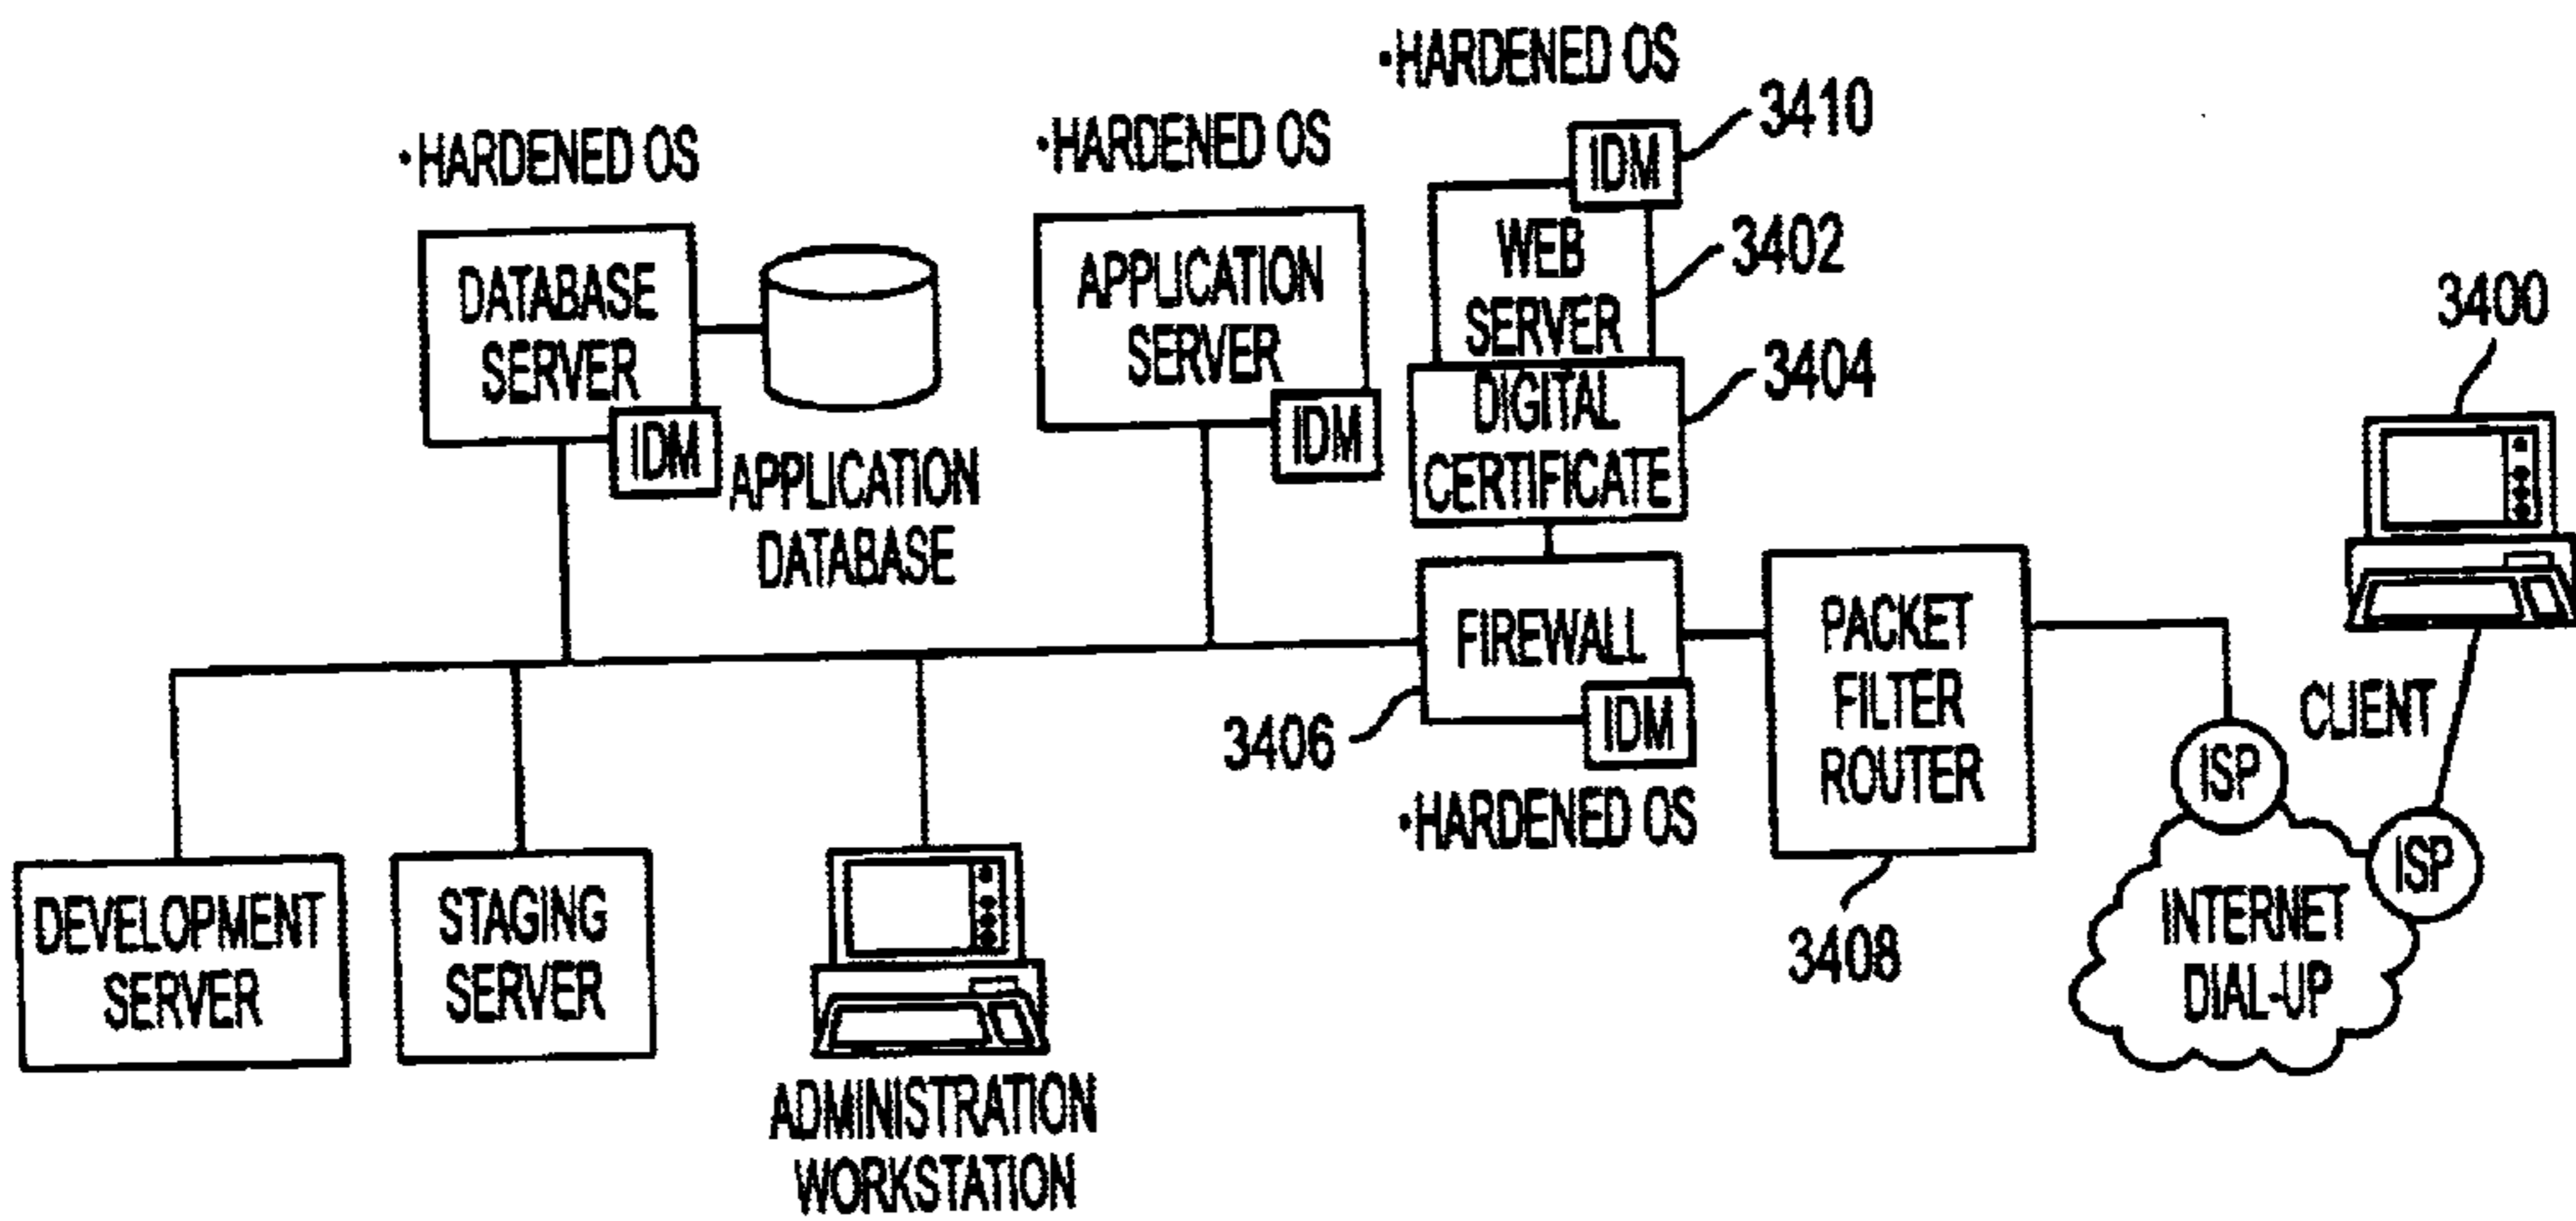 •HARDENED OS
IDM
3410
WEB
SERVER
3402
DIGITAL
CERTIFICATE
3404
•HARDENED OS
DATABASE
SERVER
IDM
APPLICATION
DATABASE
•HARDENED OS
APPLICATION
SERVER
IDM
3400
CLIENT
FIREWALL
IDM
3406
•HARDENED OS
PACKET
FILTER
ROUTER
3408
ISP
ISP
INTERNET
DIAL-UP
DEVELOPMENT
SERVER
STAGING
SERVER
ADMINISTRATION
WORKSTATION